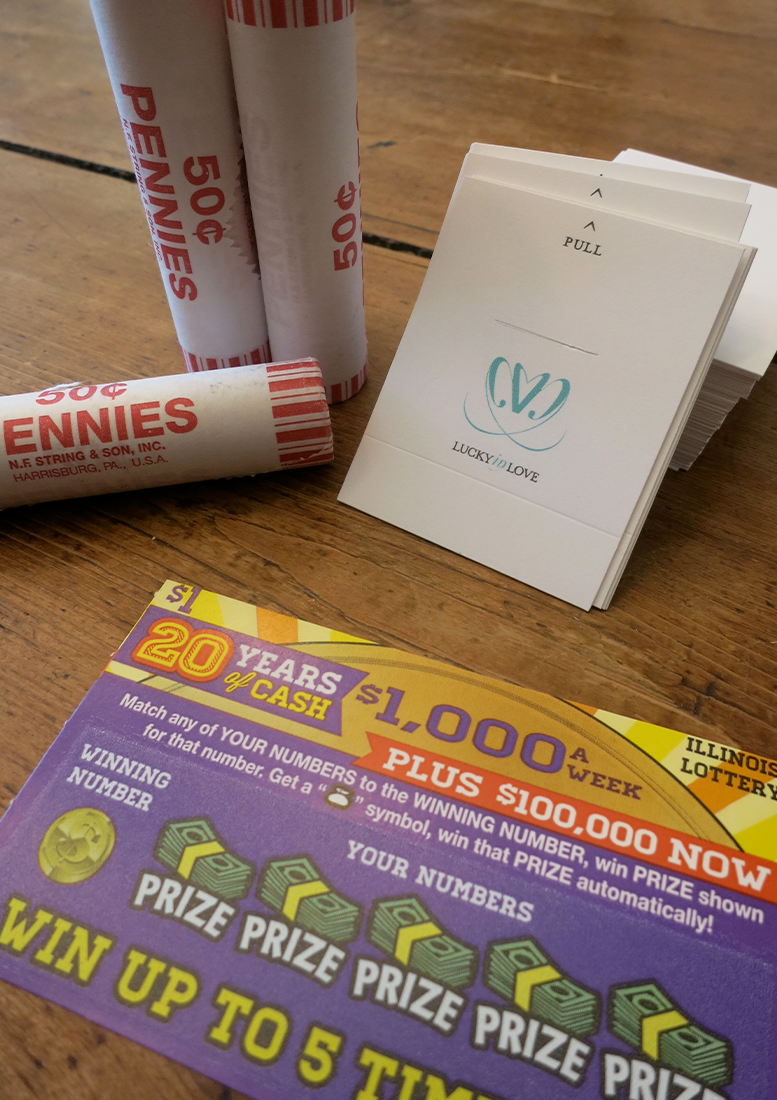 PENNIES
N.F. STRING & SON, INC.
50¢
50¢
50¢
ENNIES
N.F. STRING & SON, INC.
HARRISBURG, PA., U.S.A.
PULL
LUCKY in LOVE
$1
20 YEARS
of CASH
$1,000 A
WEEK
PLUS $100,000 NOW
ILLINOIS
LOTTERY
Match any of YOUR NUMBERS to the WINNING NUMBER, win PRIZE shown
for that number. Get a " " symbol, win that PRIZE automatically!
WINNING
NUMBER
YOUR NUMBERS
PRIZE PRIZE PRIZE PRIZE PRIZE
WIN UP TO 5 TIM